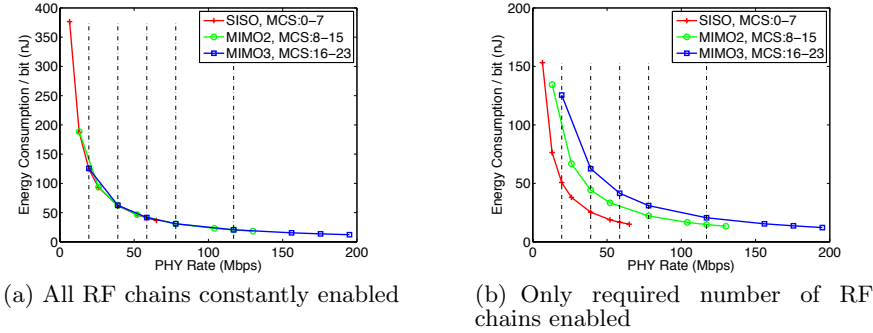 400
350
300
250
200
150
100
50
0
0 50 100 150 200
Energy Consumption / bit (nJ)
PHY Rate (Mbps)
SISO, MCS:0−7
MIMO2, MCS:8−15
MIMO3, MCS:16−23
(a) All RF chains constantly enabled
200
150
100
50
0
0 50 100 150 200
Energy Consumption / bit (nJ)
PHY Rate (Mbps)
SISO, MCS:0−7
MIMO2, MCS:8−15
MIMO3, MCS:16−23
(b) Only required number of RF
chains enabled